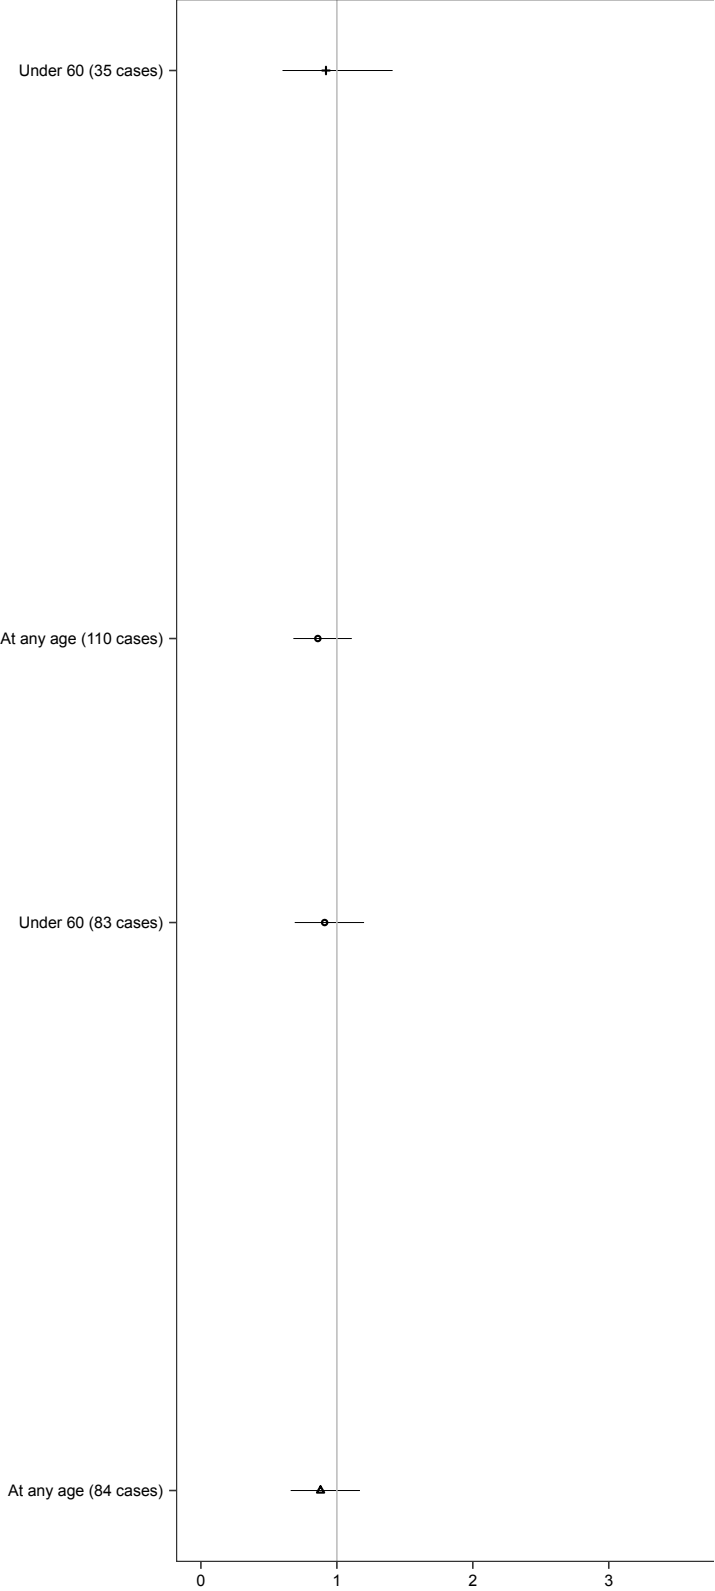 Under 60 (35 cases)
At any age (110 cases)
Under 60 (83 cases)
At any age (84 cases)
0 1 2 3